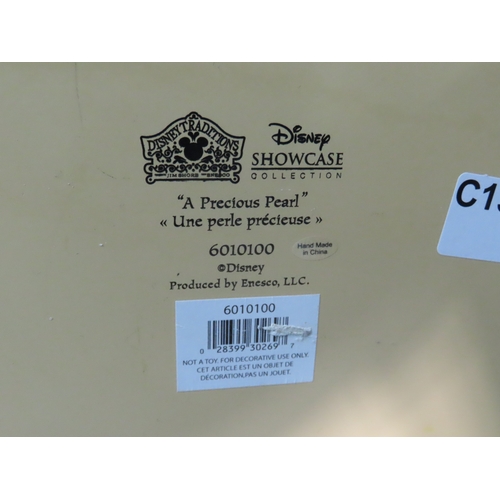 DISNEY TRADITIONS
JIM SHORE ENESCO
Disney
SHOWCASE
COLLECTION
"A Precious Pearl"
« Une perle précieuse »
6010100
Hand Made
in China
©Disney
Produced by Enesco, LLC.
6010100
0 28399 30269 7
NOT A TOY. FOR DECORATIVE USE ONLY.
CET ARTICLE EST UN OBJET DE
DÉCORATION,PAS UN JOUET.